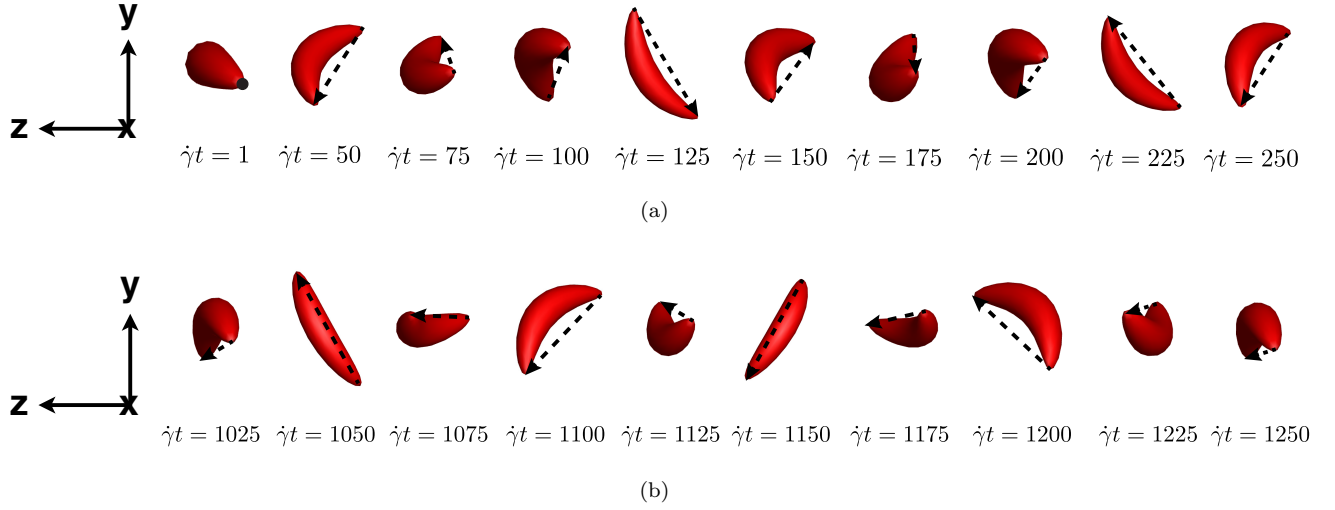 y
z
x
γ̇t = 1 γ̇t = 50 γ̇t = 75 γ̇t = 100 γ̇t = 125 γ̇t = 150 γ̇t = 175 γ̇t = 200 γ̇t = 225 γ̇t = 250
(a)
y
z
x
γ̇t = 1025 γ̇t = 1050 γ̇t = 1075 γ̇t = 1100 γ̇t = 1125 γ̇t = 1150 γ̇t = 1175 γ̇t = 1200 γ̇t = 1225 γ̇t = 1250
(b)